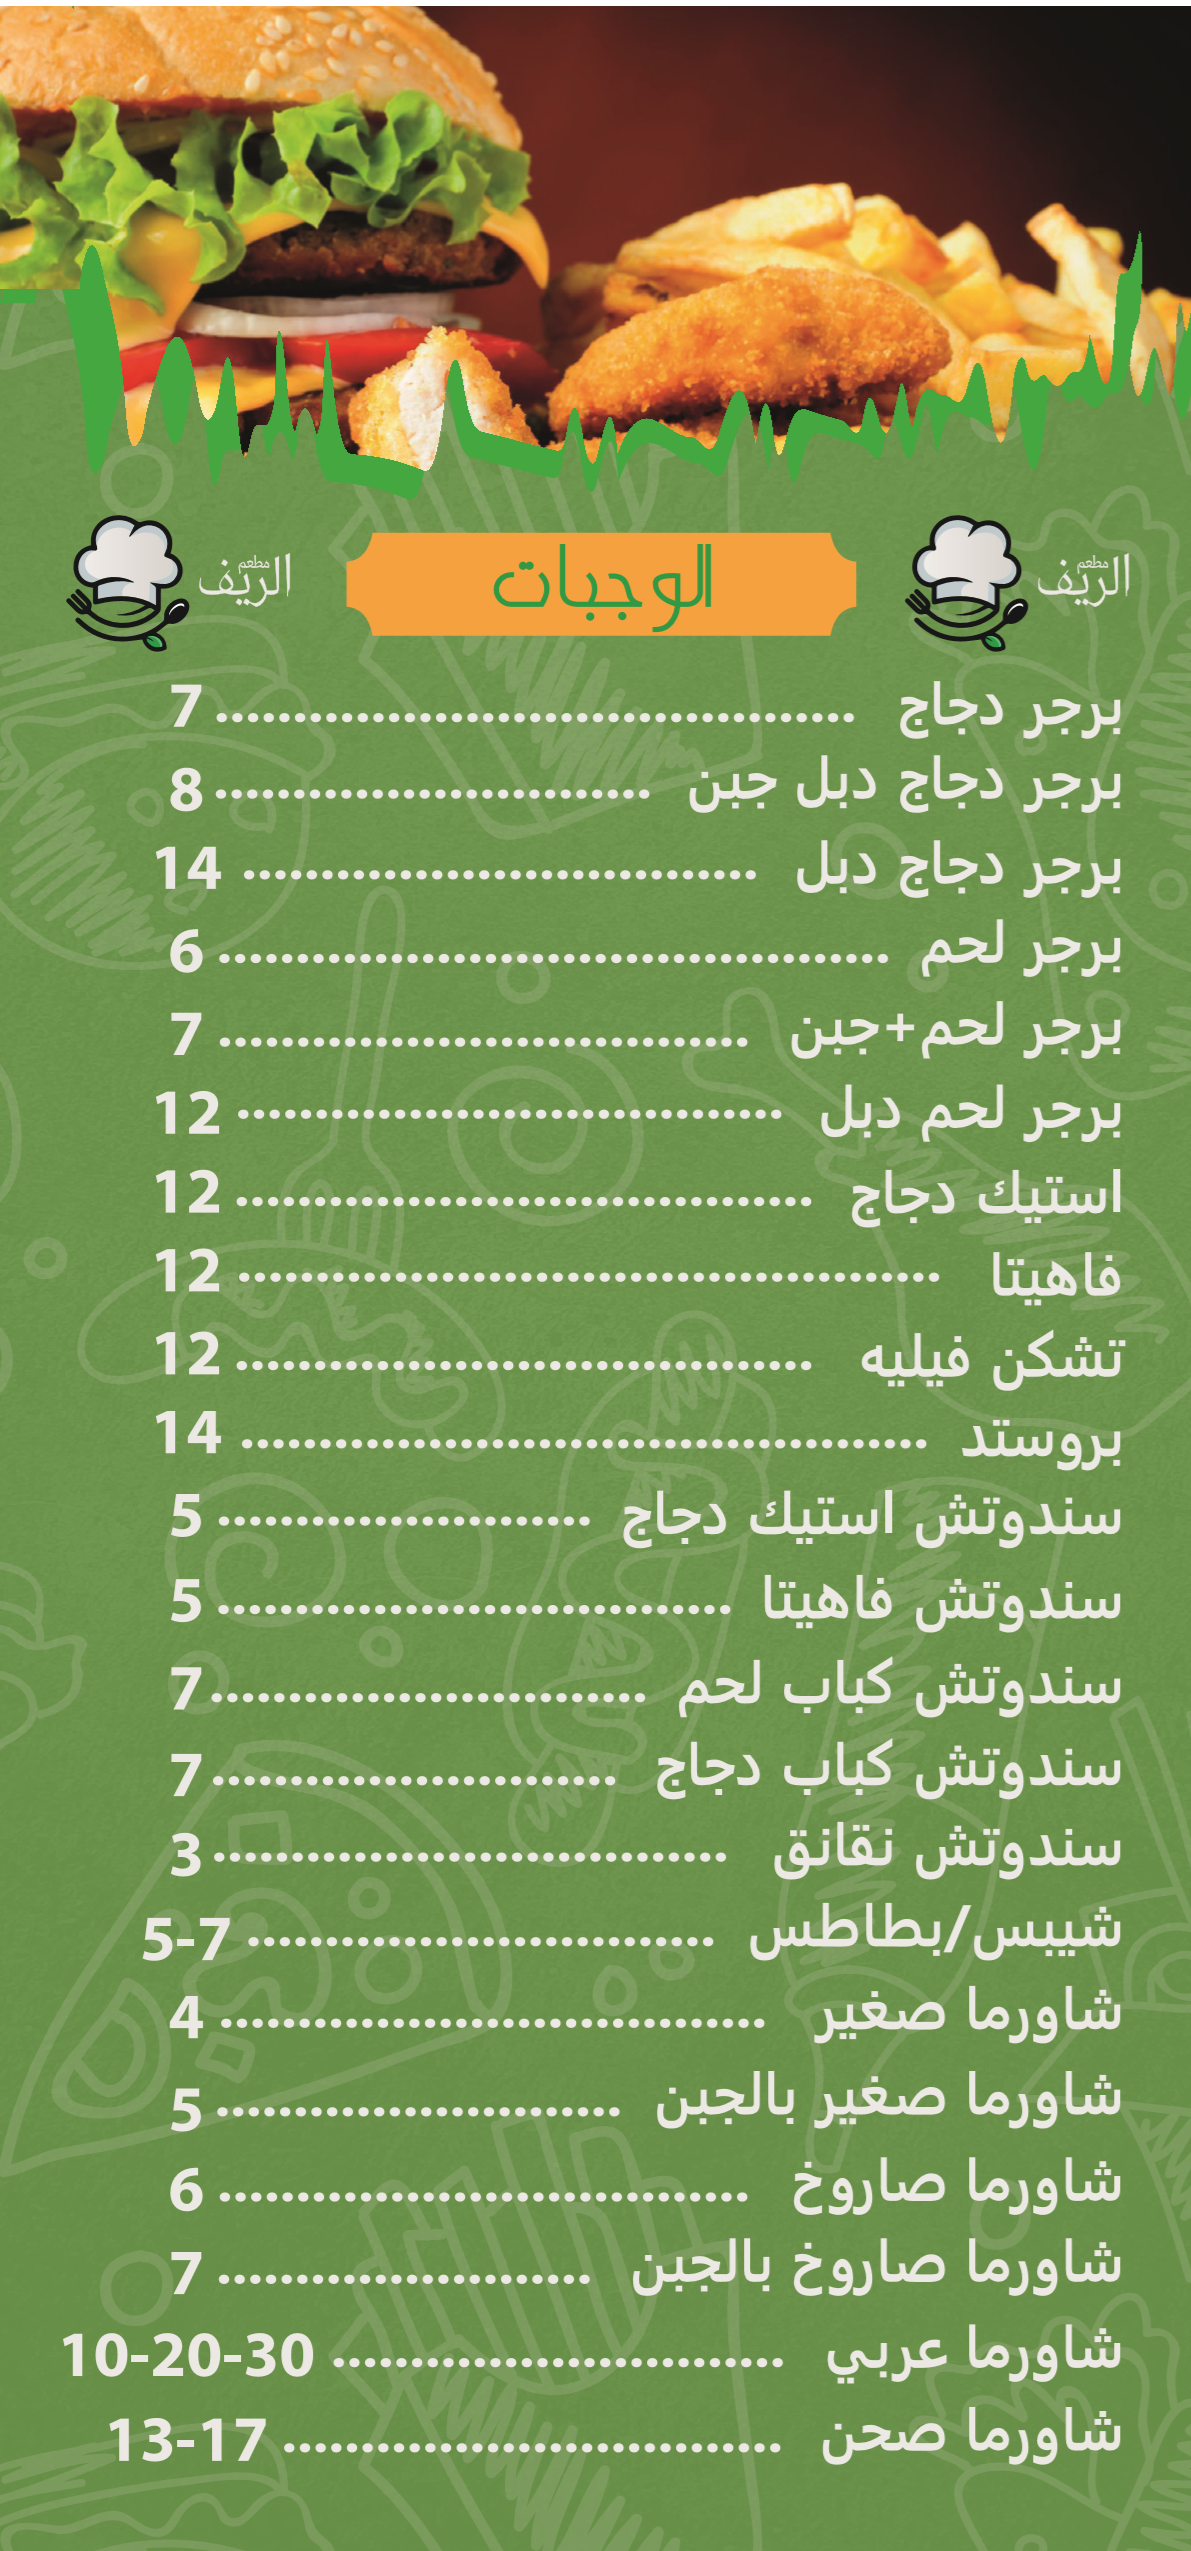 مطعم
الريف
الوجبات
مطعم
الريف
برجر دجاج ......................................... 7
برجر دجاج دبل جبن ............................ 8
برجر دجاج دبل ................................. 14
برجر لحم ........................................... 6
برجر لحم+جبن .................................. 7
برجر لحم دبل ................................... 12
استيك دجاج ..................................... 12
فاهيتا ............................................. 12
تشكن فيليه ..................................... 12
بروستد ............................................ 14
سندوتش استيك دجاج ........................ 5
سندوتش فاهيتا ................................. 5
سندوتش كباب لحم ............................ 7
سندوتش كباب دجاج .......................... 7
سندوتش نقانق ................................. 3
شيبس/بطاطس .............................. 5-7
شاورما صغير ................................... 4
شاورما صغير بالجبن .......................... 5
شاورما صاروخ .................................. 6
شاورما صاروخ بالجبن ........................ 7
شاورما عربي ............................. 10-20-30
شاورما صحن ................................ 13-17